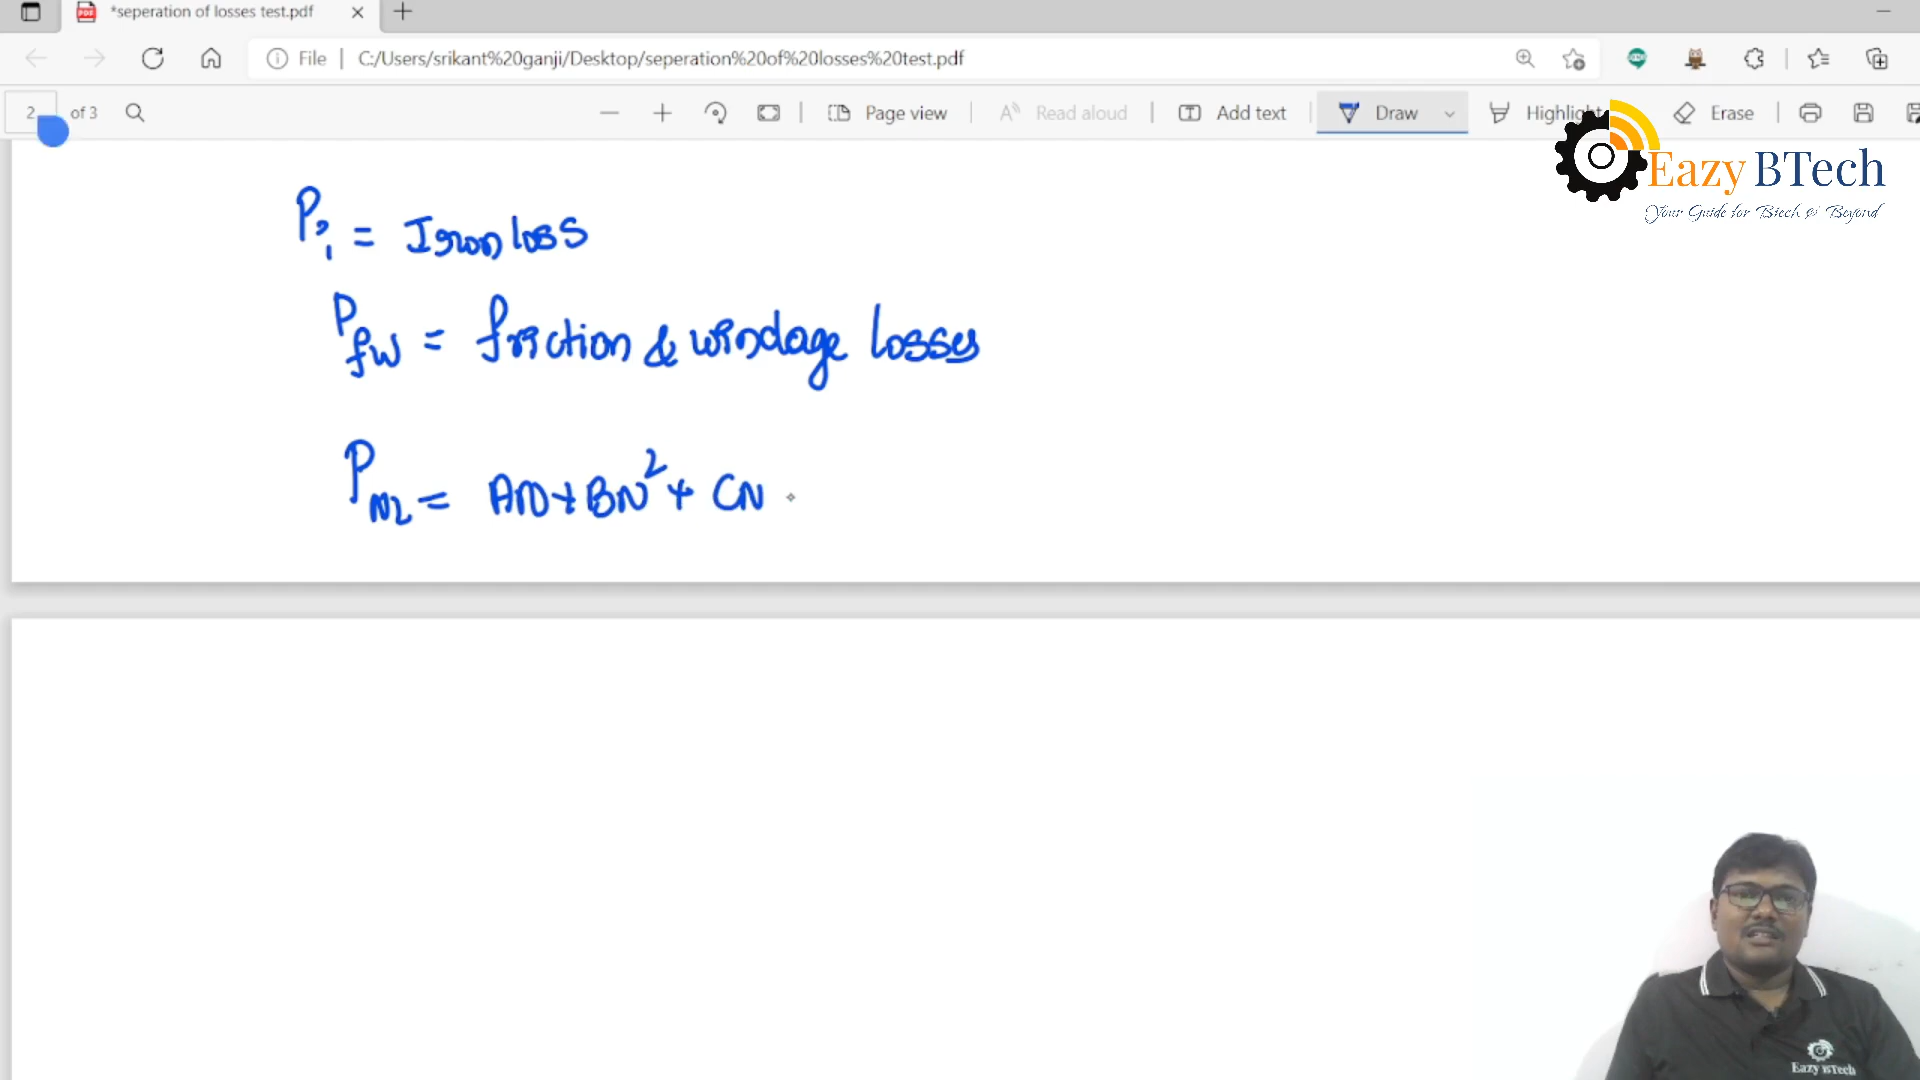 *seperation of losses test.pdf
File | C:/Users/srikant%20ganji/Desktop/seperation%20of%20losses%20test.pdf
2 of 3 Page view Read aloud Add text Draw Highlight Erase
Eazy BTech
Your Guide for Btech & Beyond
Pi = Iron loss
Pfw = friction & windage losses
= AN + BN² + CN
Eazy BTech